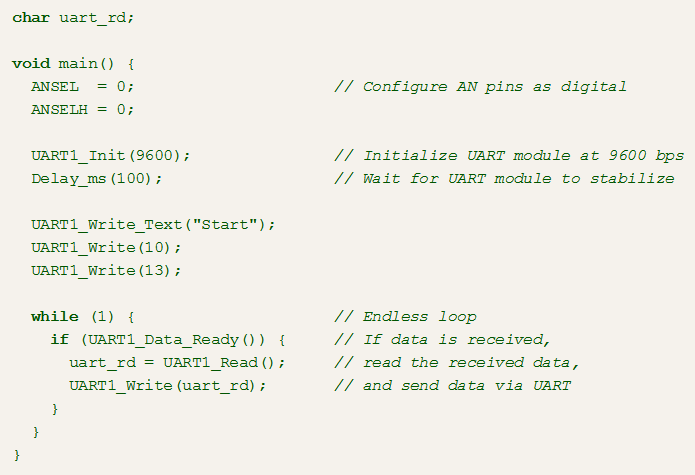 char uart_rd;
void main() {
  ANSEL  = 0;                     // Configure AN pins as digital
  ANSELH = 0;
  UART1_Init(9600);               // Initialize UART module at 9600 bps
  Delay_ms(100);                  // Wait for UART module to stabilize
  UART1_Write_Text("Start");
  UART1_Write(10);
  UART1_Write(13);
  while (1) {                     // Endless loop
    if (UART1_Data_Ready()) {     // If data is received,
      uart_rd = UART1_Read();     // read the received data,
      UART1_Write(uart_rd);       // and send data via UART
    }
  }
}